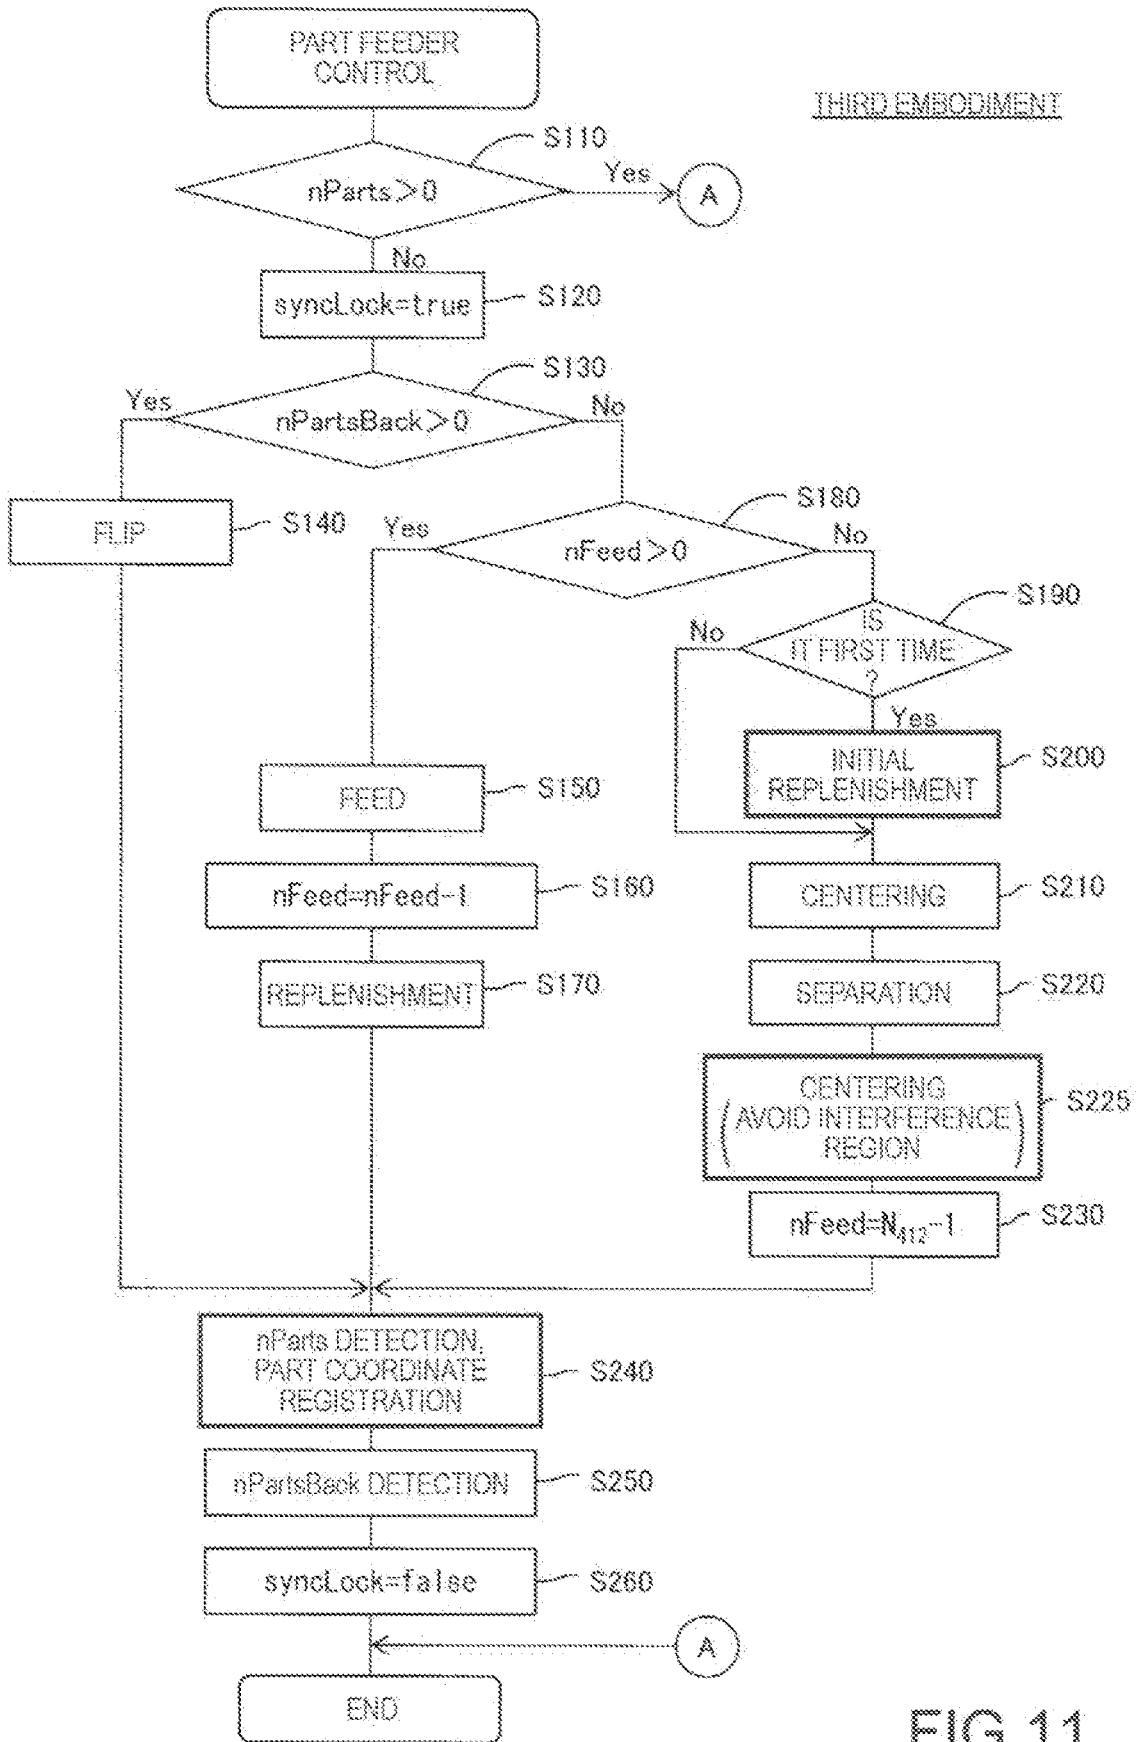 PART FEEDER
CONTROL
THIRD EMBODIMENT
S110
nParts>0
Yes
A
No
syncLock=true
S120
S130
Yes
nPartsBack>0
No
S180
FLIP
S140
Yes
nFeed>0
No
S190
No
IS
IT FIRST TIME
?
Yes
INITIAL
REPLENISHMENT
S200
FEED
S150
nFeed=nFeed-1
S160
CENTERING
S210
REPLENISHMENT
S170
SEPARATION
S220
CENTERING
(AVOID INTERFERENCE
REGION)
S225
nFeed=N412-1
S230
nParts DETECTION,
PART COORDINATE
REGISTRATION
S240
nPartsBack DETECTION
S250
syncLock=false
S260
A
END
FIG.11